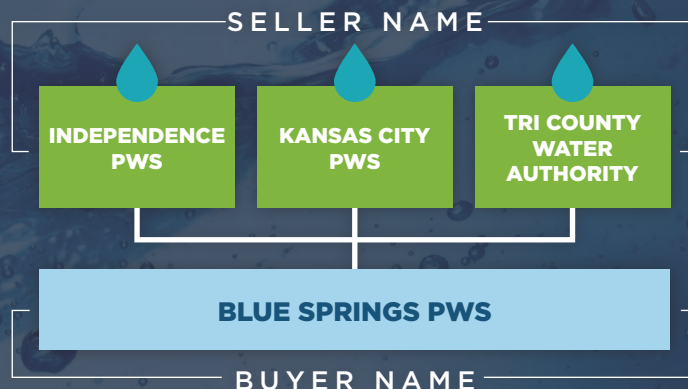 SELLER NAME
INDEPENDENCE
PWS
KANSAS CITY
PWS
TRI COUNTY
WATER
AUTHORITY
BLUE SPRINGS PWS
BUYER NAME